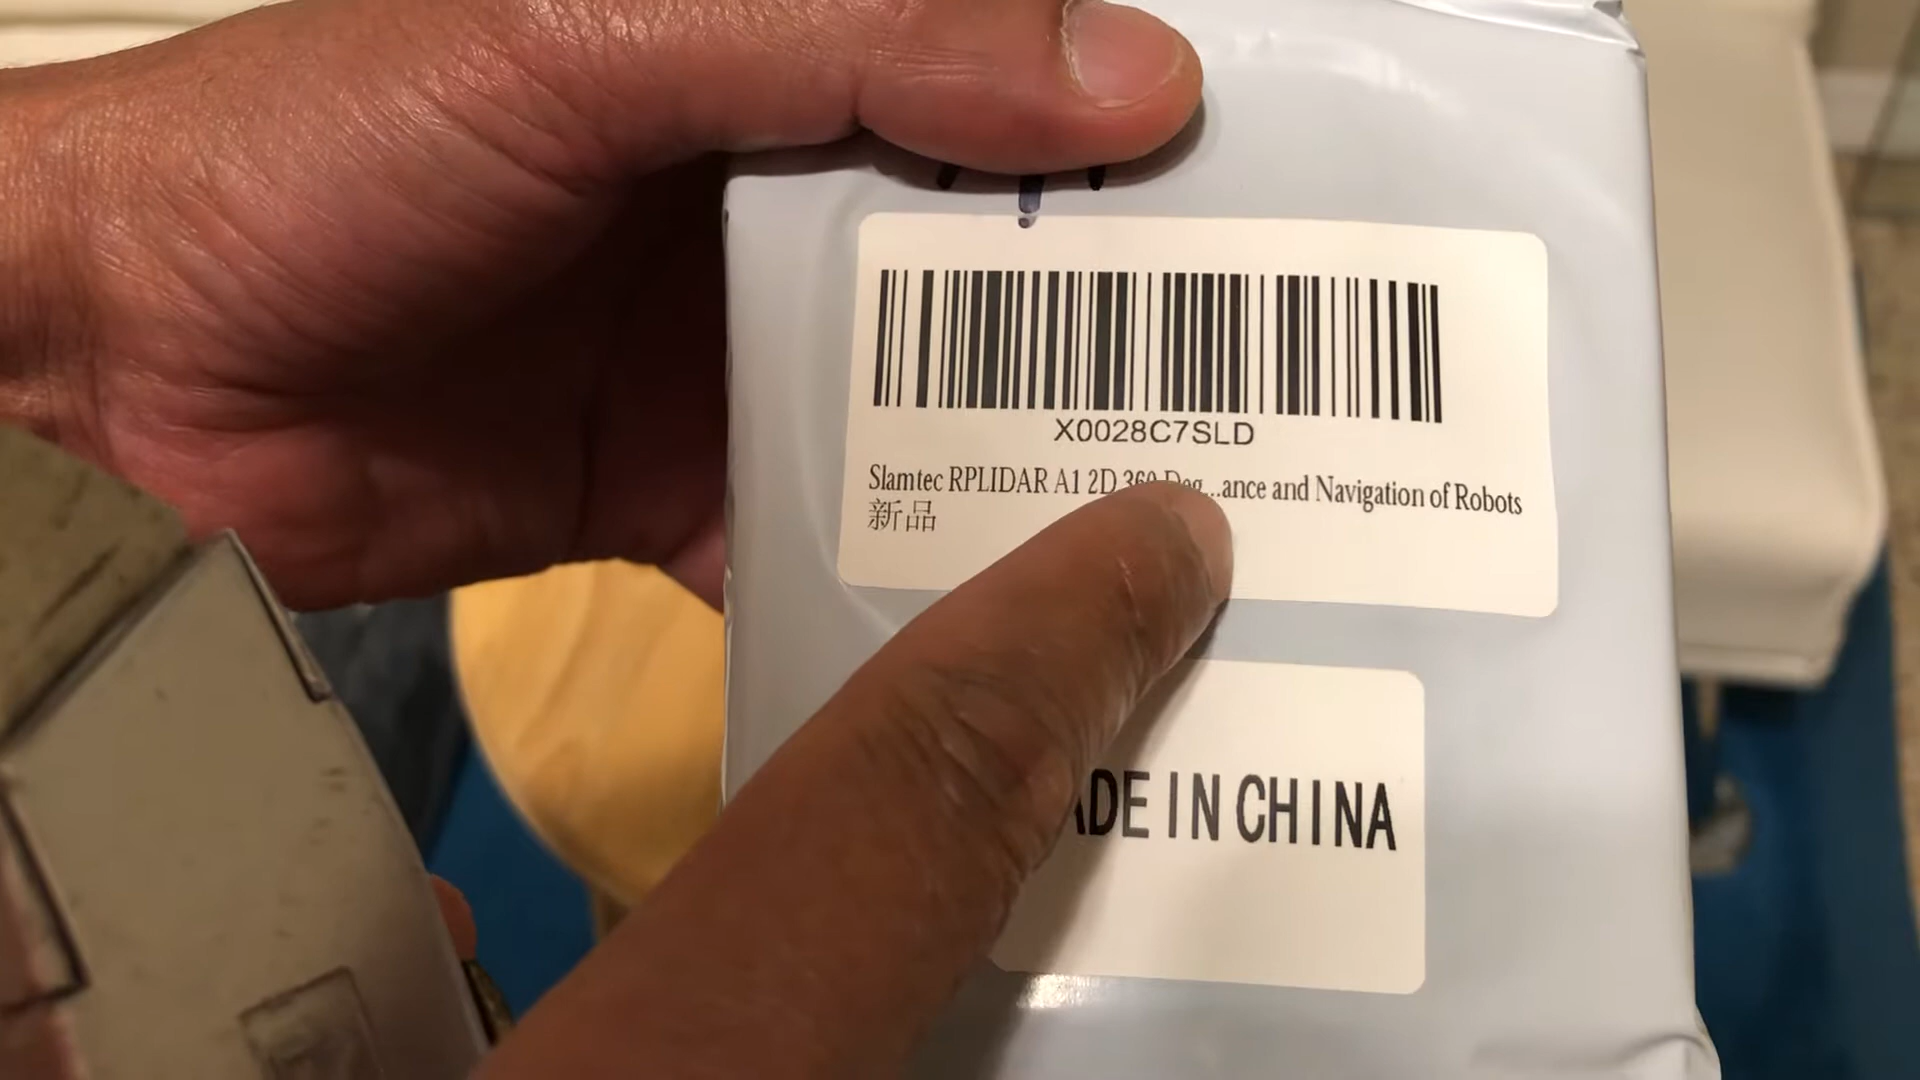 X0028C7SLD
Slamtec RPLIDAR A1 2D 360 Deg...ance and Navigation of Robots
新品
ADE IN CHINA